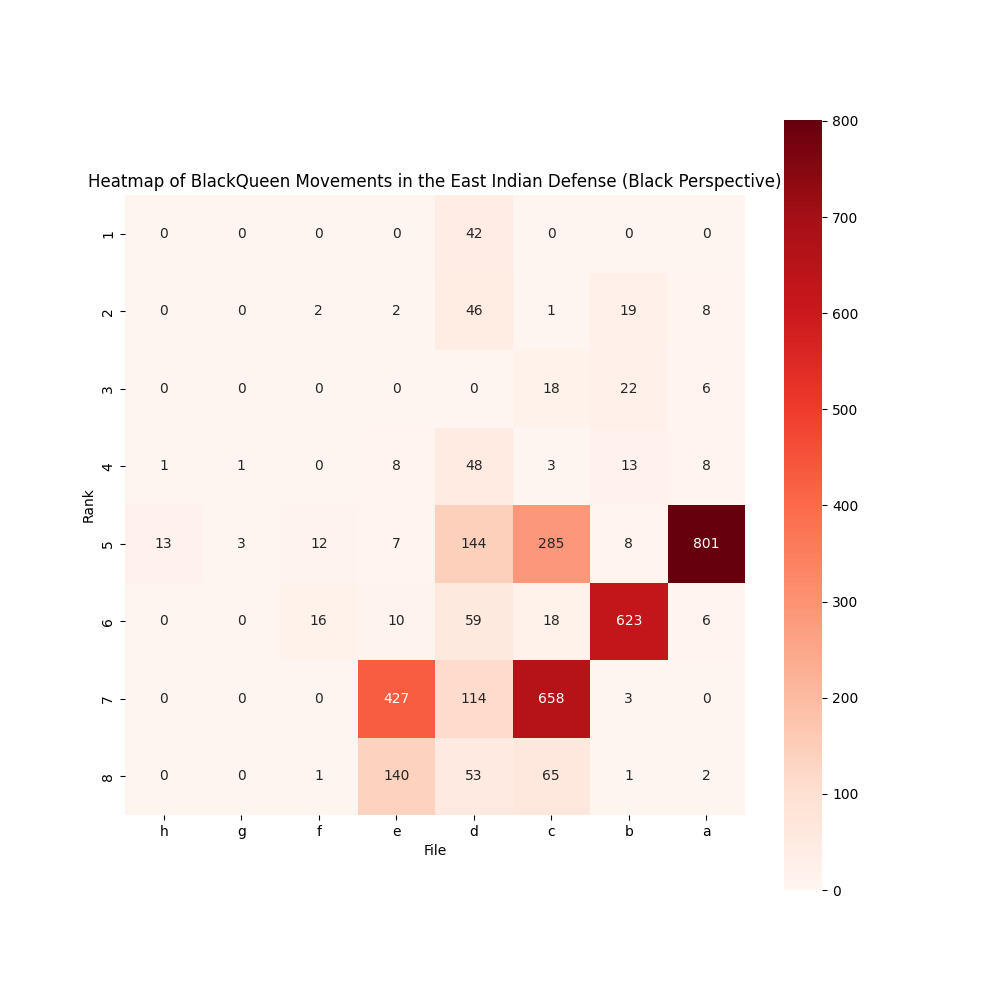 Heatmap of BlackQueen Movements in the East Indian Defense (Black Perspective)
1 0 0 0 0 42 0 0 0
2 0 0 2 2 46 1 19 8
3 0 0 0 0 0 18 22 6
4 1 1 0 8 48 3 13 8
5 13 3 12 7 144 285 8 801
6 0 0 16 10 59 18 623 6
7 0 0 0 427 114 658 3 0
8 0 0 1 140 53 65 1 2
h g f e d c b a
File
Rank
800
700
600
500
400
300
200
100
0